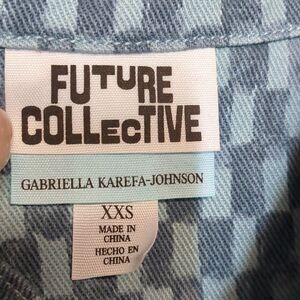 FUTURE
COLLECTIVE
GABRIELLA KAREFA-JOHNSON
XXS
MADE IN
CHINA
HECHO EN
CHINA